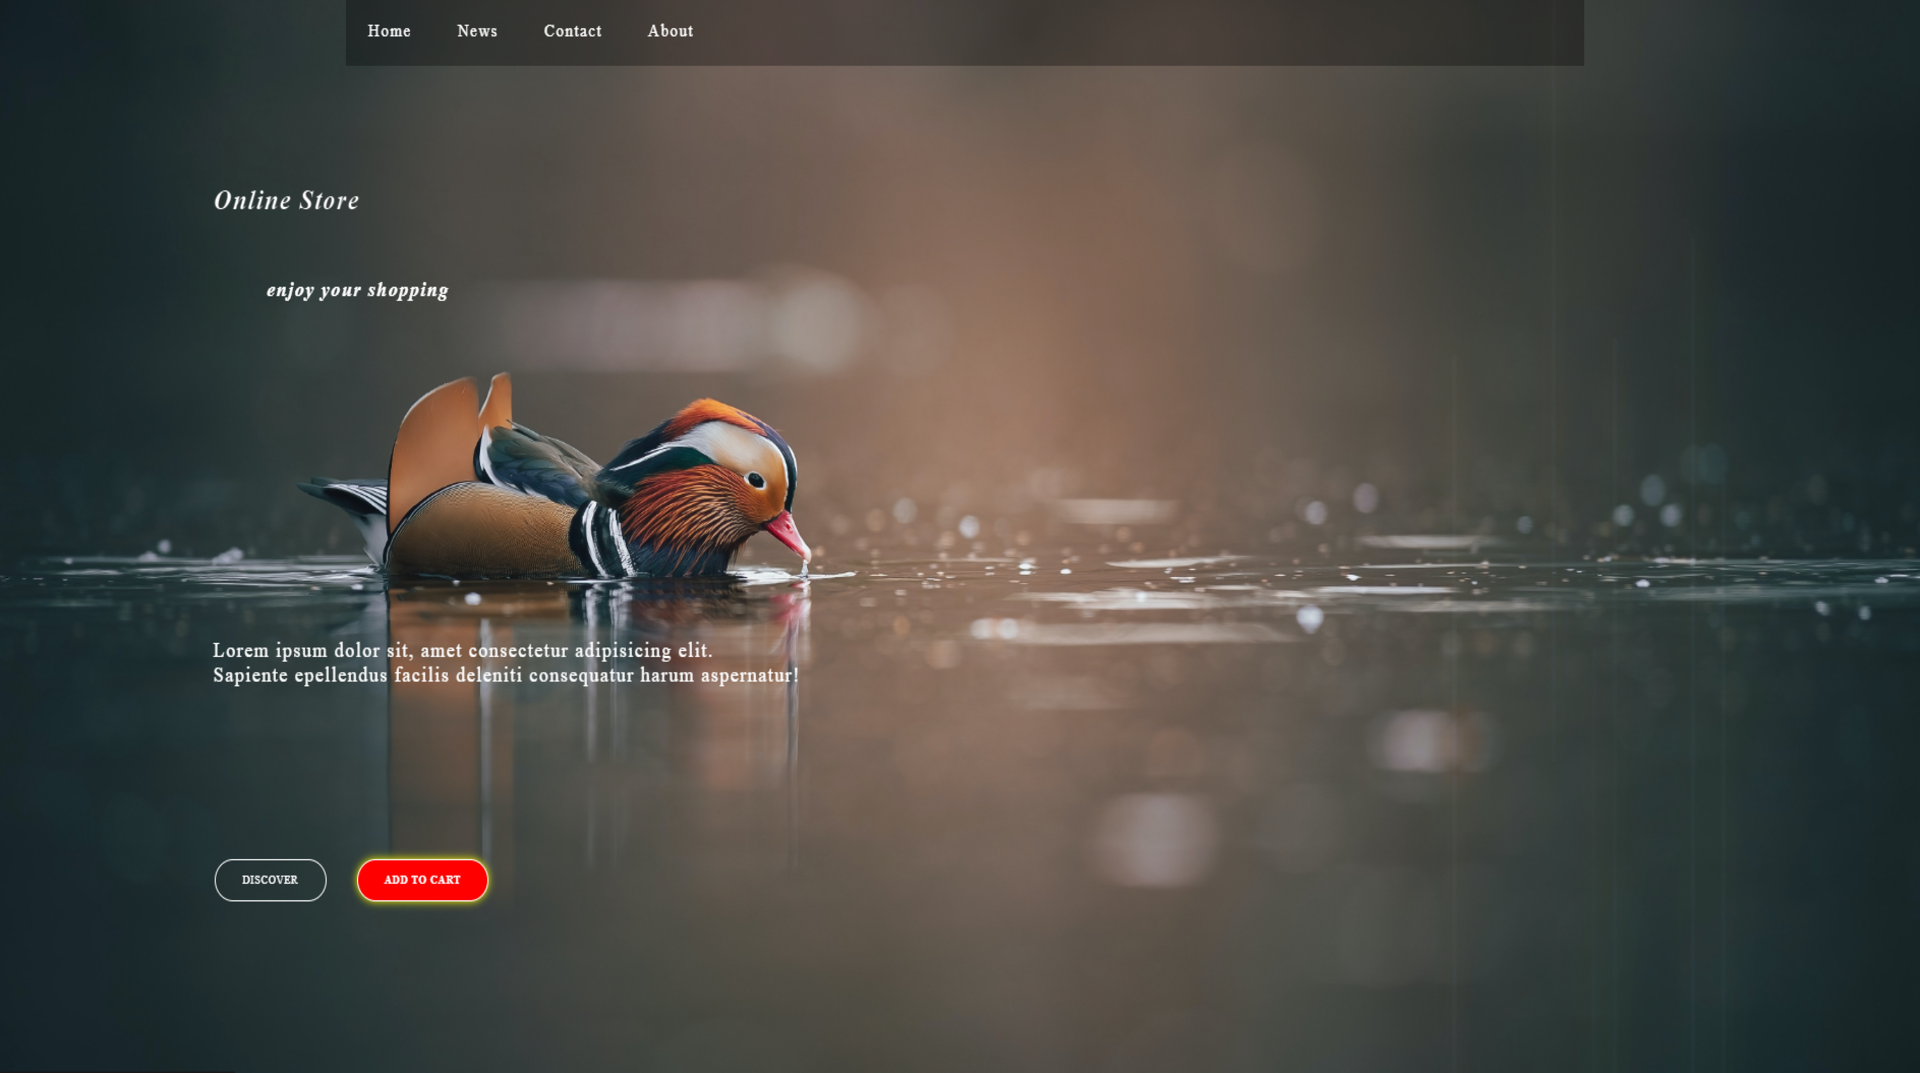 Home News Contact About
Online Store
enjoy your shopping
Lorem ipsum dolor sit, amet consectetur adipisicing elit.
Sapiente epellendus facilis deleniti consequatur harum aspernatur!
DISCOVER ADD TO CART